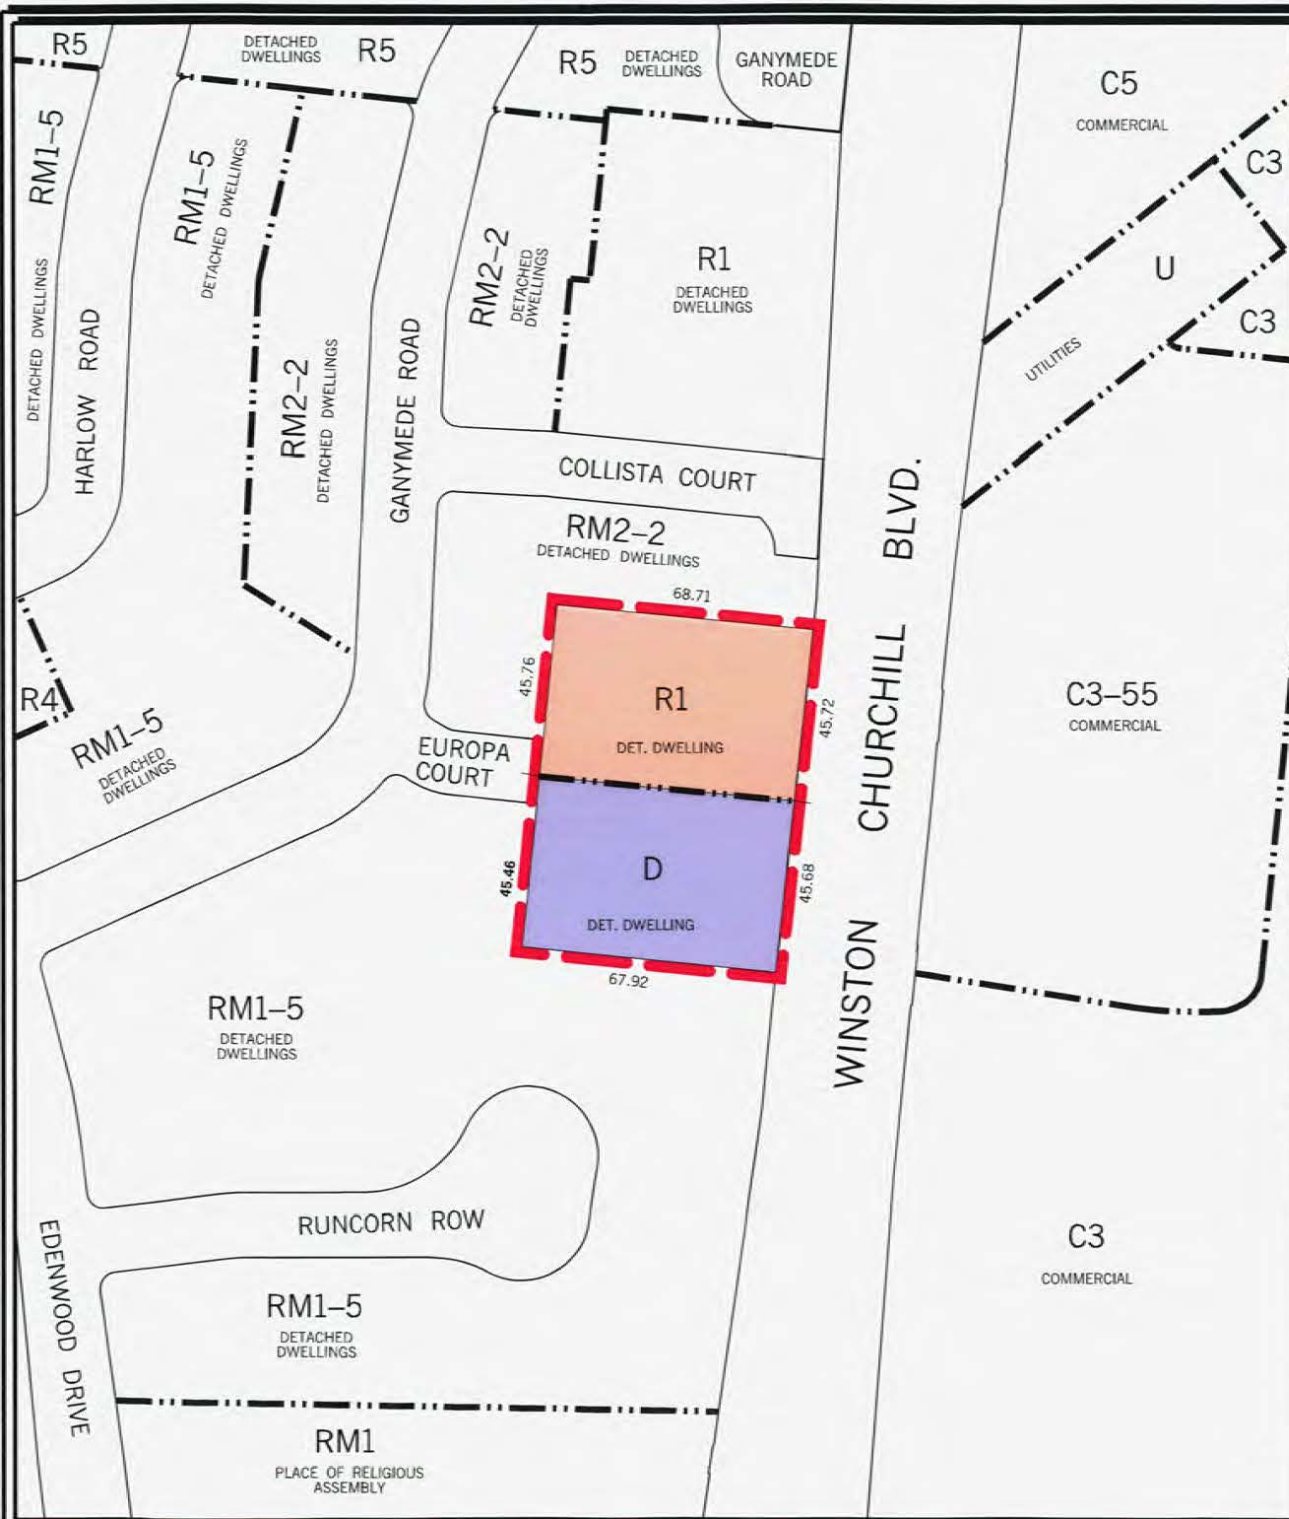 R5
DETACHED
DWELLINGS
R5
R5
DETACHED
DWELLINGS
GANYMEDE
ROAD
C5
COMMERCIAL
C3
RM1–5
DETACHED DWELLINGS
RM1–5
DETACHED DWELLINGS
HARLOW ROAD
RM2–2
DETACHED DWELLINGS
GANYMEDE ROAD
RM2–2
DETACHED
DWELLINGS
R1
DETACHED
DWELLINGS
U
UTILITIES
C3
COLLISTA COURT
RM2–2
DETACHED DWELLINGS
68.71
45.76
R1
DET. DWELLING
45.72
WINSTON CHURCHILL BLVD.
C3–55
COMMERCIAL
R4
RM1–5
DETACHED
DWELLINGS
EUROPA
COURT
45.46
D
DET. DWELLING
45.68
67.92
RM1–5
DETACHED
DWELLINGS
RUNCORN ROW
EDENWOOD DRIVE
C3
COMMERCIAL
RM1–5
DETACHED
DWELLINGS
RM1
PLACE OF RELIGIOUS
ASSEMBLY